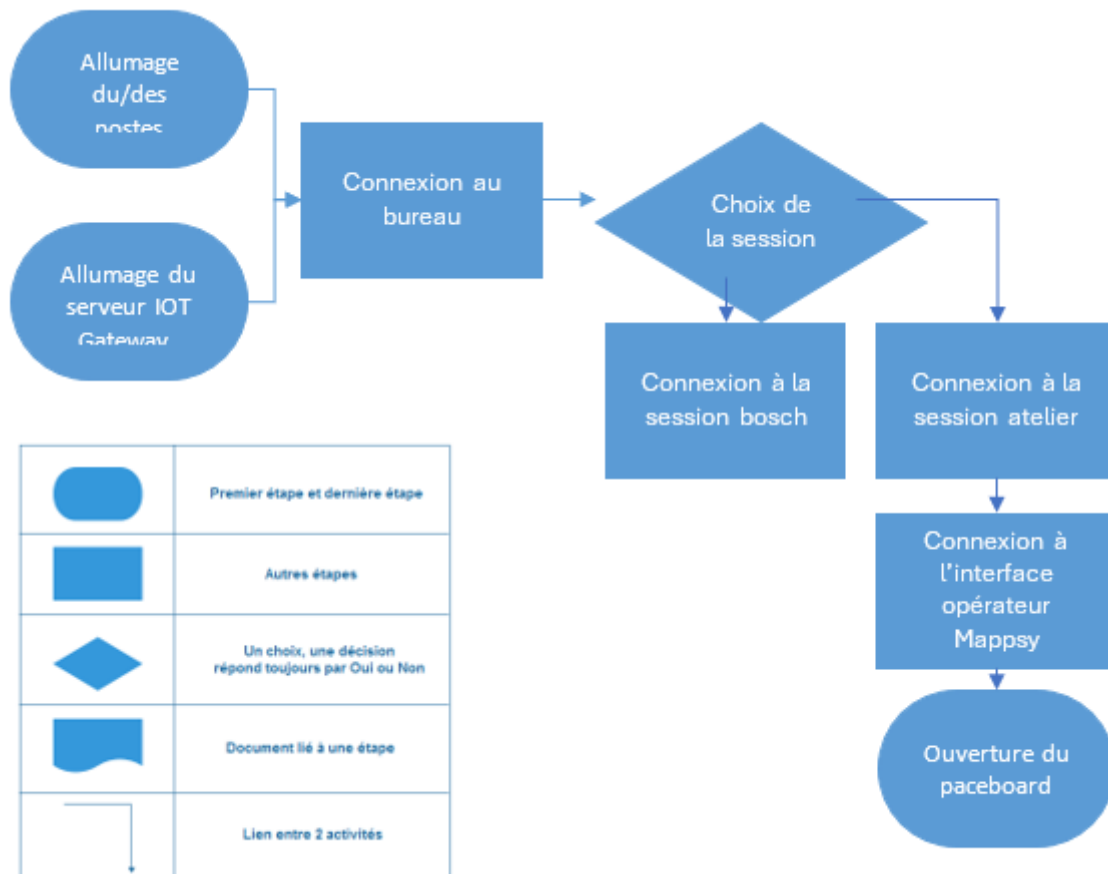 Allumage
du/des
postes
Allumage du
serveur IOT
Gateway
Connexion au
bureau
Choix de
la session
Connexion à la
session bosch
Connexion à la
session atelier
Connexion à
l'interface
opérateur
Mappsy
Ouverture du
paceboard
Premier étape et dernière étape
Autres étapes
Un choix, une décision
répond toujours par Oui ou Non
Document lié à une étape
Lien entre 2 activités